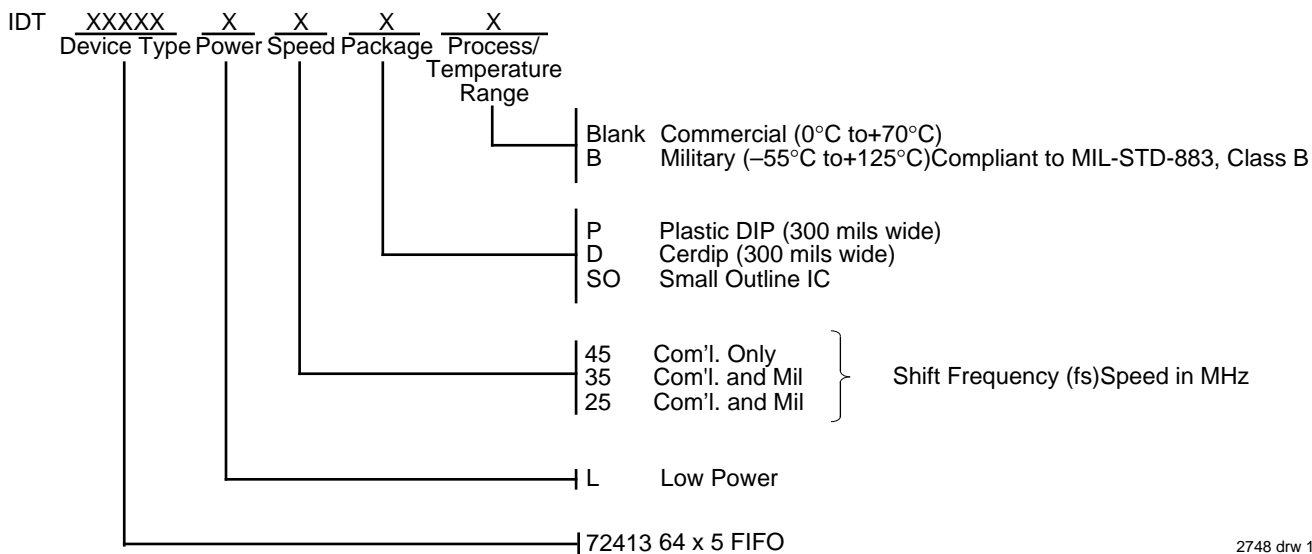 IDT XXXXX X X X X
Device Type Power Speed Package Process/
Temperature
Range
Blank Commercial (0°C to+70°C)
B Military (–55°C to+125°C)Compliant to MIL-STD-883, Class B
P Plastic DIP (300 mils wide)
D Cerdip (300 mils wide)
SO Small Outline IC
45 Com’l. Only
35 Com'l. and Mil Shift Frequency (fs)Speed in MHz
25 Com’l. and Mil
L Low Power
72413 64 x 5 FIFO
2748 drw 1